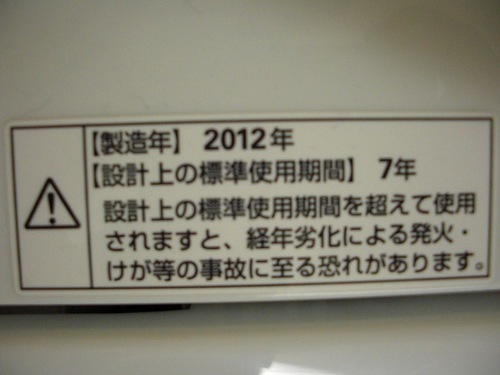 【製造年】 2012年
【設計上の標準使用期間】 7年
設計上の標準使用期間を超えて使用
されますと、経年劣化による発火・
けが等の事故に至る恐れがあります。